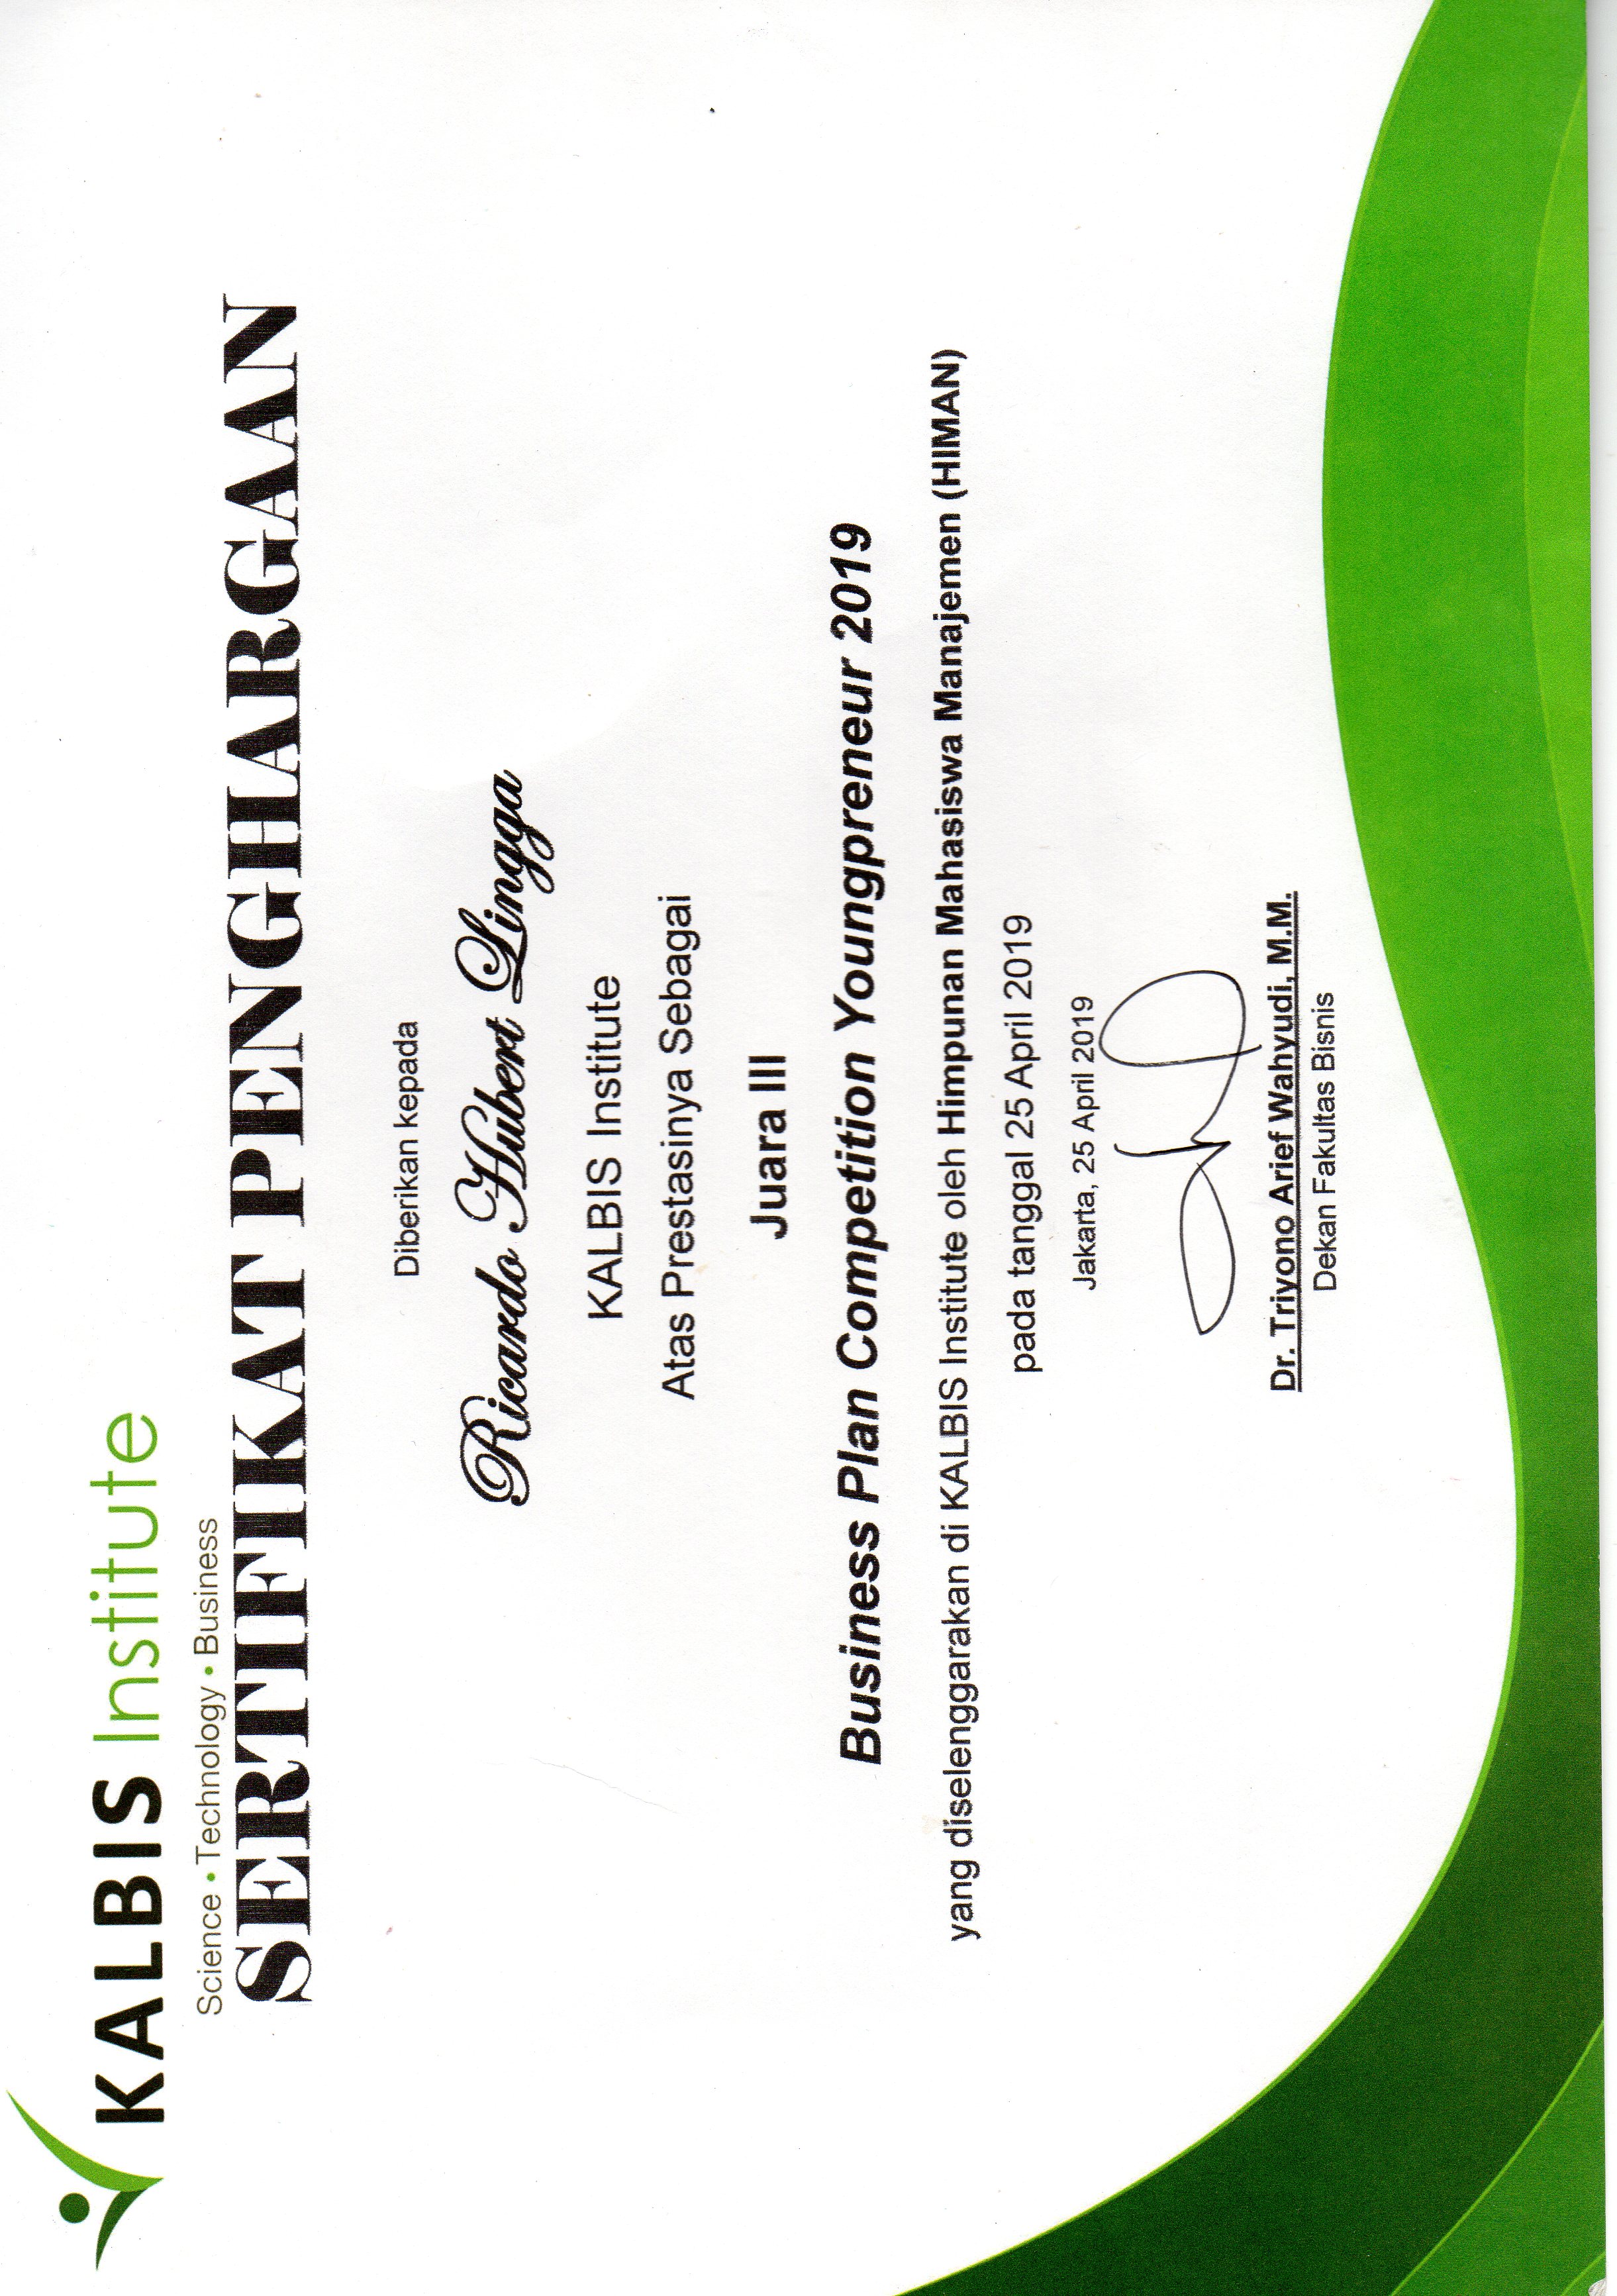 KALBIS Institute
Science • Technology • Business
SERTIFIKAT PENGHARGAAN
Diberikan kepada
Ricardo Hubert Lingga
KALBIS Institute
Atas Prestasinya Sebagai
Juara III
Business Plan Competition Youngpreneur 2019
yang diselenggarakan di KALBIS Institute oleh Himpunan Mahasiswa Manajemen (HIMAN)
pada tanggal 25 April 2019
Jakarta, 25 April 2019
Dr. Triyono Arief Wahyudi, M.M.
Dekan Fakultas Bisnis